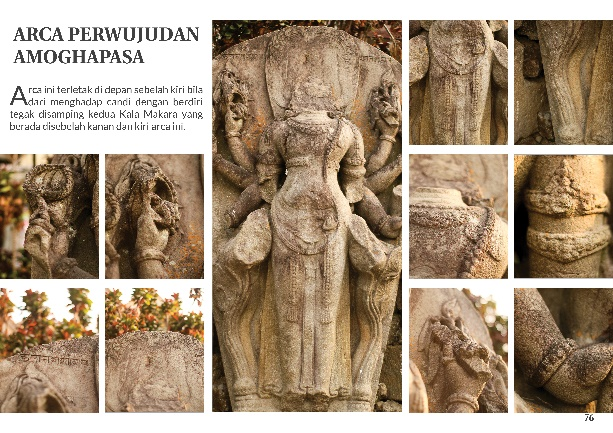 ARCA PERWUJUDAN
AMOGHAPASA
Arca ini terletak di depan sebelah kiri bila
dari menghadap candi dengan berdiri
tegak disamping kedua Kala Makara yang
berada disebelah kanan dan kiri arca ini.
76